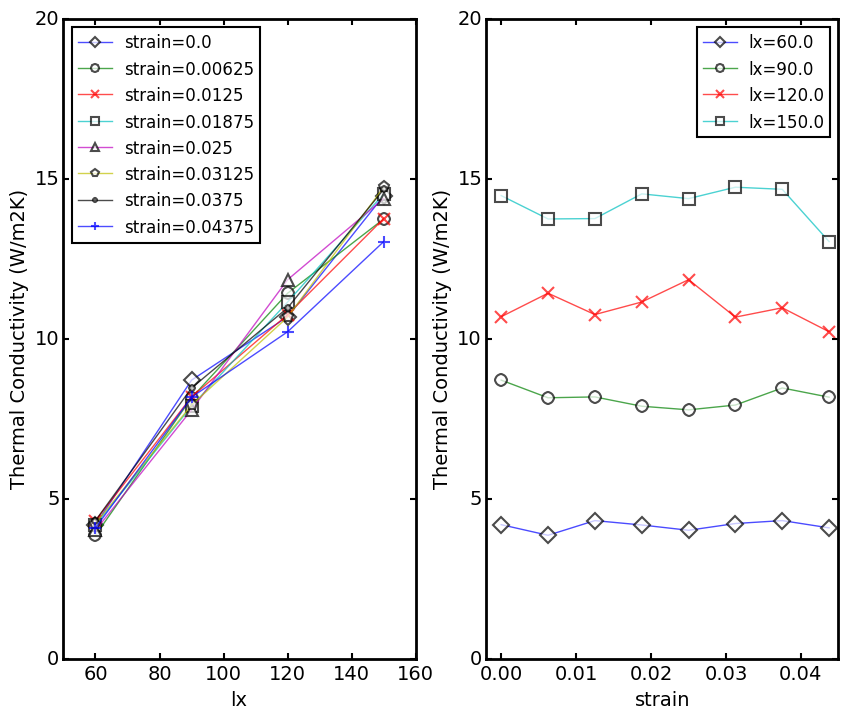 Thermal Conductivity (W/m2K)
20
15
10
5
0
strain=0.0
strain=0.00625
strain=0.0125
strain=0.01875
strain=0.025
strain=0.03125
strain=0.0375
strain=0.04375
60 80 100 120 140 160
lx
Thermal Conductivity (W/m2K)
20
15
10
5
0
lx=60.0
lx=90.0
lx=120.0
lx=150.0
0.00 0.01 0.02 0.03 0.04
strain